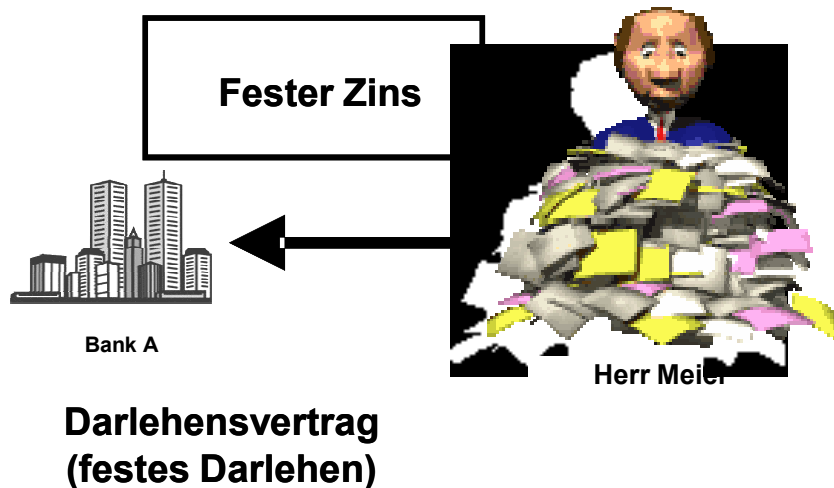 Fester Zins
Bank A
Herr Meier
Darlehensvertrag
(festes Darlehen)